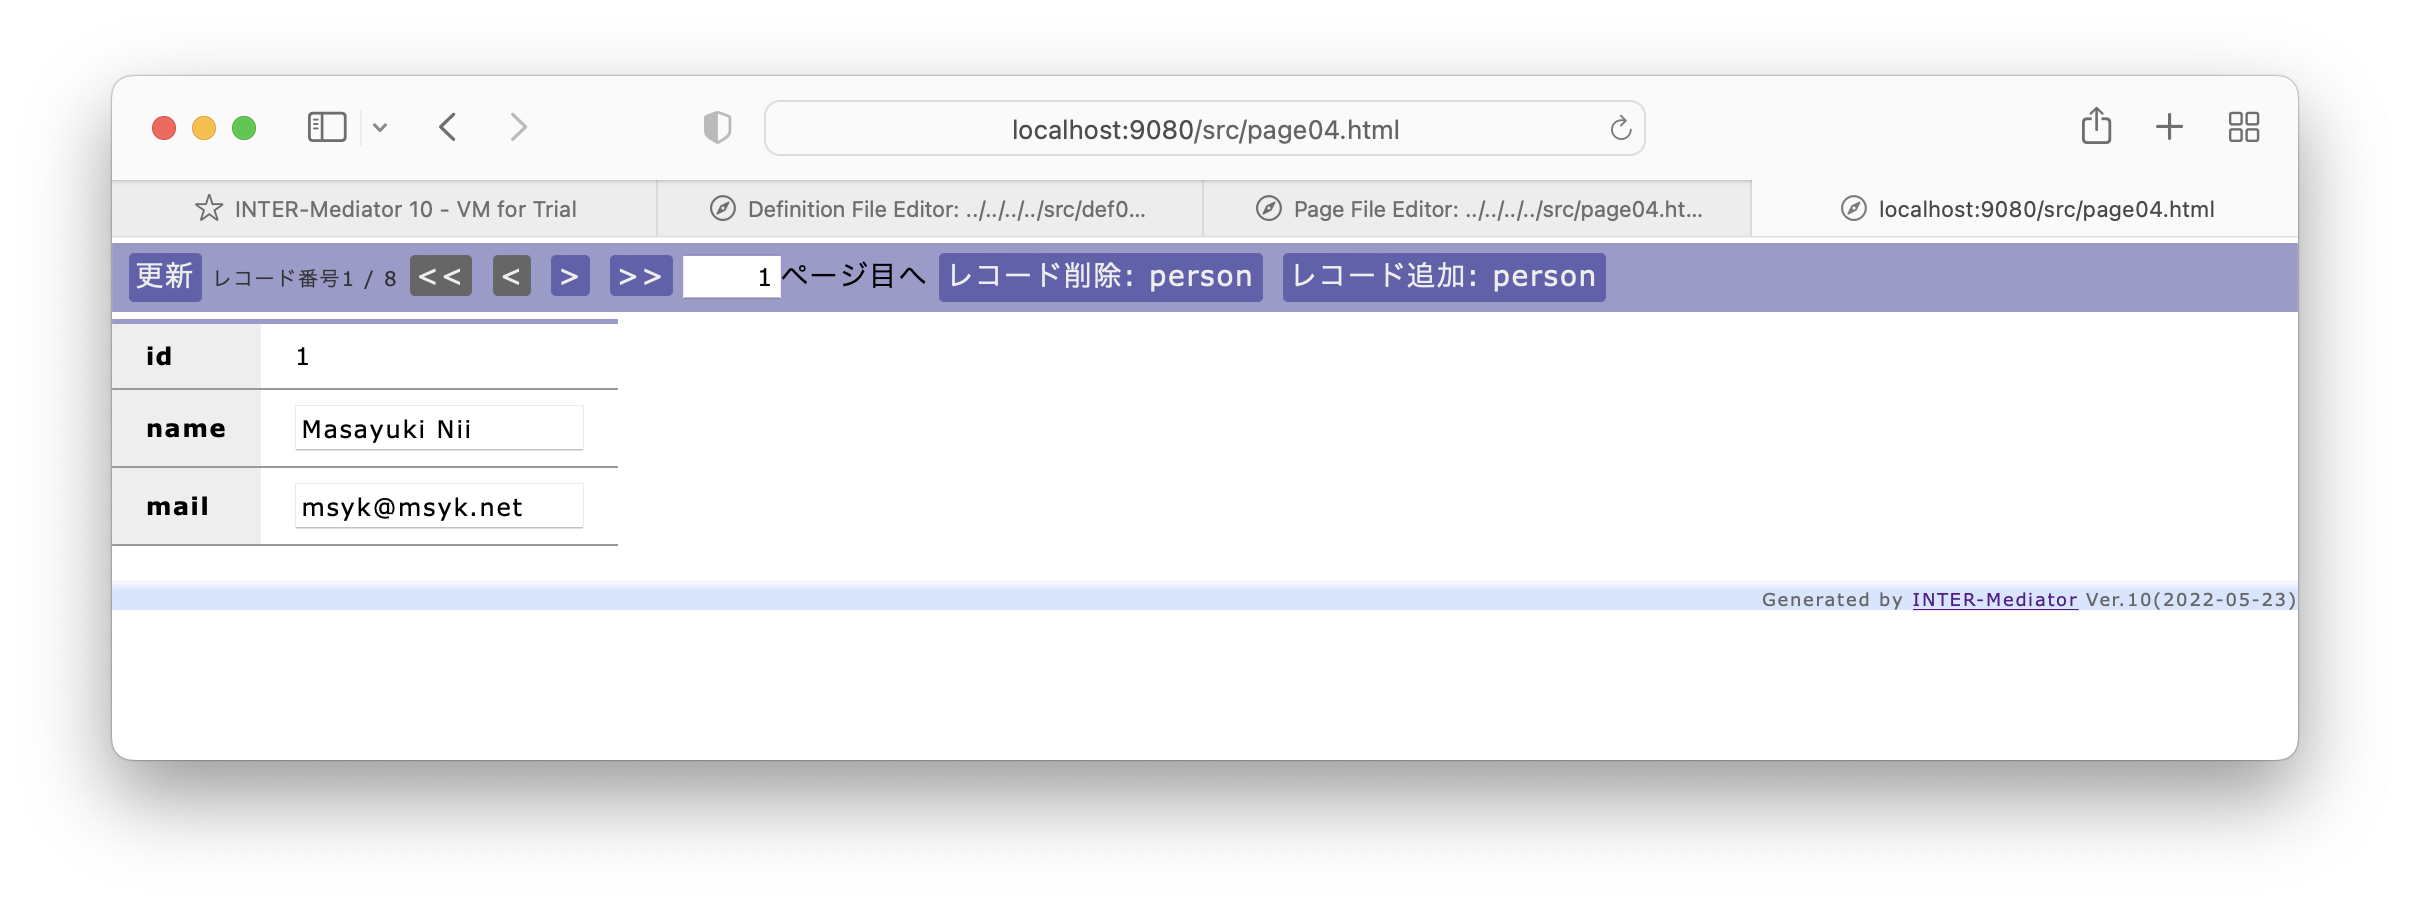 localhost:9080/src/page04.html
INTER-Mediator 10 - VM for Trial
Definition File Editor: ../../../../src/def0...
Page File Editor: ../../../../src/page04.ht...
localhost:9080/src/page04.html
更新 レコード番号1 / 8 << < > >> 1 ページ目へ レコード削除: person レコード追加: person
id 1
name Masayuki Nii
mail msyk@msyk.net
Generated by INTER-Mediator Ver.10(2022-05-23)